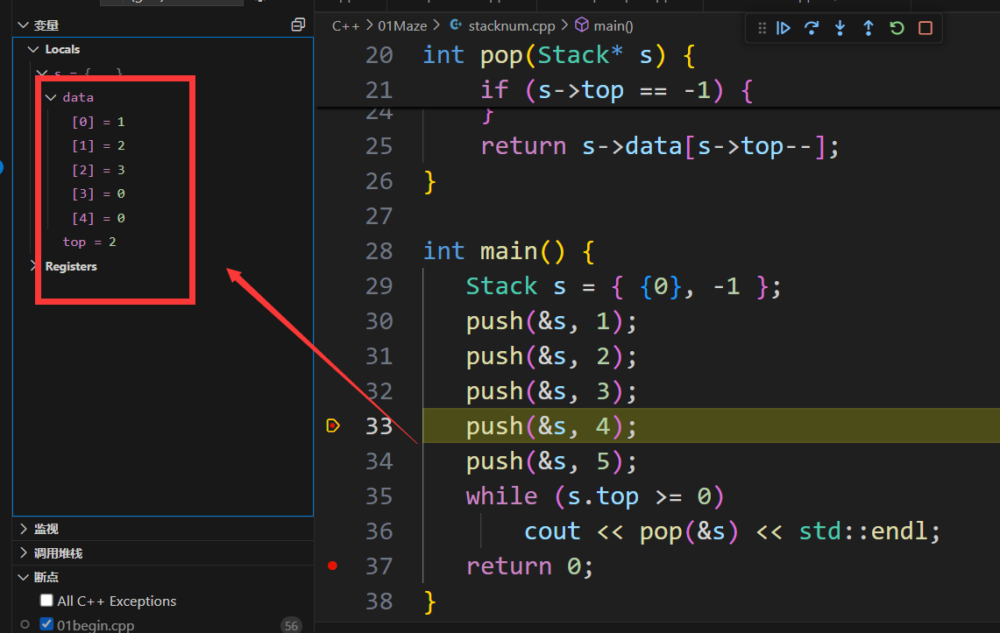 变量
Locals
data
[0] = 1
[1] = 2
[2] = 3
[3] = 0
[4] = 0
top = 2
Registers
监视
调用堆栈
断点
All C++ Exceptions
01begin.cpp 56
C++ > 01Maze > stacknum.cpp > main()
20 int pop(Stack* s) {
21 if (s->top == -1) {
24 }
25 return s->data[s->top--];
26 }
27
28 int main() {
29 Stack s = { {0}, -1 };
30 push(&s, 1);
31 push(&s, 2);
32 push(&s, 3);
33 push(&s, 4);
34 push(&s, 5);
35 while (s.top >= 0)
36 cout << pop(&s) << std::endl;
37 return 0;
38 }